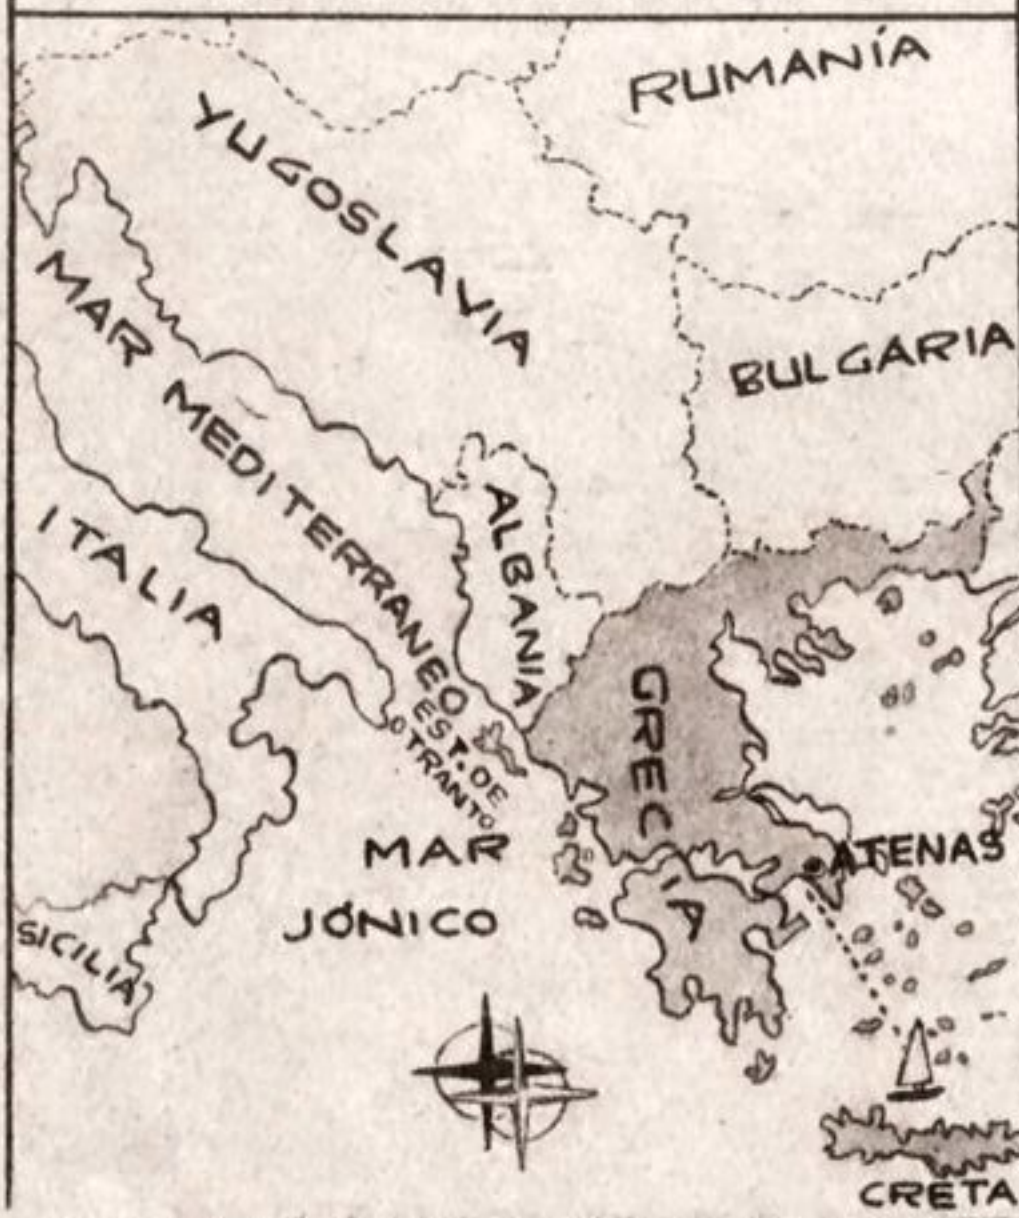 RUMANÍA
YUGOSLAVIA
BULGARIA
MAR MEDITERRANEO
ALBANIA
ITALIA
GRECIA
EST. DE
OTRANTO
MAR
JÓNICO
ATENAS
SICILIA
CRETA